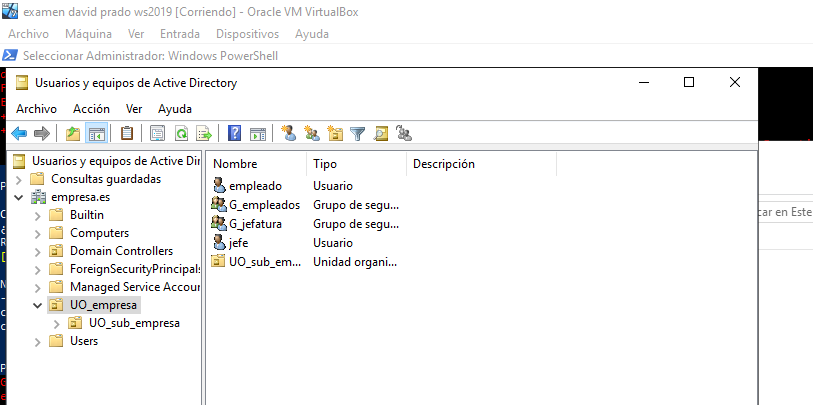 examen david prado ws2019 [Corriendo] - Oracle VM VirtualBox
Archivo Máquina Ver Entrada Dispositivos Ayuda
Seleccionar Administrador: Windows PowerShell
Usuarios y equipos de Active Directory
Archivo Acción Ver Ayuda
Usuarios y equipos de Active Dir
Consultas guardadas
empresa.es
Builtin
Computers
Domain Controllers
ForeignSecurityPrincipals
Managed Service Accour
UO_empresa
UO_sub_empresa
Users
Nombre Tipo Descripción
empleado Usuario
G_empleados Grupo de segu...
G_jefatura Grupo de segu...
jefe Usuario
UO_sub_em... Unidad organi...
car en Este